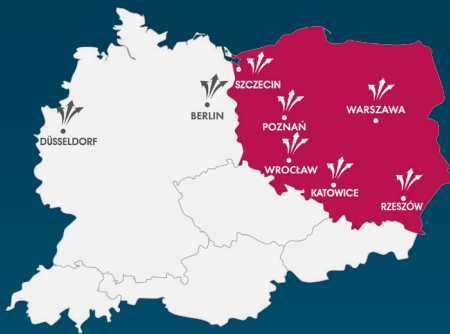 SZCZECIN
BERLIN
WARSZAWA
POZNAŃ
DÜSSELDORF
WROCŁAW
KATOWICE
RZESZÓW